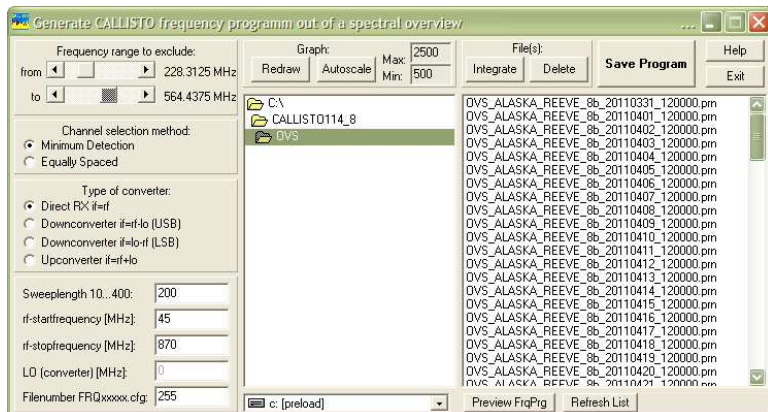 Generate CALLISTO frequency programm out of a spectral overview ...
Frequency range to exclude:
from 228.3125 MHz
to 564.4375 MHz
Channel selection method:
Minimum Detection
Equally Spaced
Type of converter:
Direct RX if=rf
Downconverter if=rf-lo (USB)
Downconverter if=lo-rf (LSB)
Upconverter if=rf+lo
Sweeplength 10...400: 200
rf-startfrequency [MHz]: 45
rf-stopfrequency [MHz]: 870
LO (converter) [MHz]: 0
Filenumber FRQxxxxx.cfg: 255
Graph:
Redraw Autoscale
Max: 2500
Min: 500
C:\
CALLISTO114_8
OVS
c: [preload]
File(s):
Integrate Delete
Save Program
Help
Exit
OVS_ALASKA_REEVE_8b_20110331_120000.prn
OVS_ALASKA_REEVE_8b_20110401_120000.prn
OVS_ALASKA_REEVE_8b_20110402_120000.prn
OVS_ALASKA_REEVE_8b_20110403_120000.prn
OVS_ALASKA_REEVE_8b_20110404_120000.prn
OVS_ALASKA_REEVE_8b_20110405_120000.prn
OVS_ALASKA_REEVE_8b_20110406_120000.prn
OVS_ALASKA_REEVE_8b_20110407_120000.prn
OVS_ALASKA_REEVE_8b_20110408_120000.prn
OVS_ALASKA_REEVE_8b_20110409_120000.prn
OVS_ALASKA_REEVE_8b_20110410_120000.prn
OVS_ALASKA_REEVE_8b_20110411_120000.prn
OVS_ALASKA_REEVE_8b_20110412_120000.prn
OVS_ALASKA_REEVE_8b_20110413_120000.prn
OVS_ALASKA_REEVE_8b_20110414_120000.prn
OVS_ALASKA_REEVE_8b_20110415_120000.prn
OVS_ALASKA_REEVE_8b_20110416_120000.prn
OVS_ALASKA_REEVE_8b_20110417_120000.prn
OVS_ALASKA_REEVE_8b_20110418_120000.prn
OVS_ALASKA_REEVE_8b_20110419_120000.prn
OVS_ALASKA_REEVE_8b_20110420_120000.prn
OVS_ALASKA_REEVE_8b_20110421_120000.prn
Preview FrqPrg Refresh List